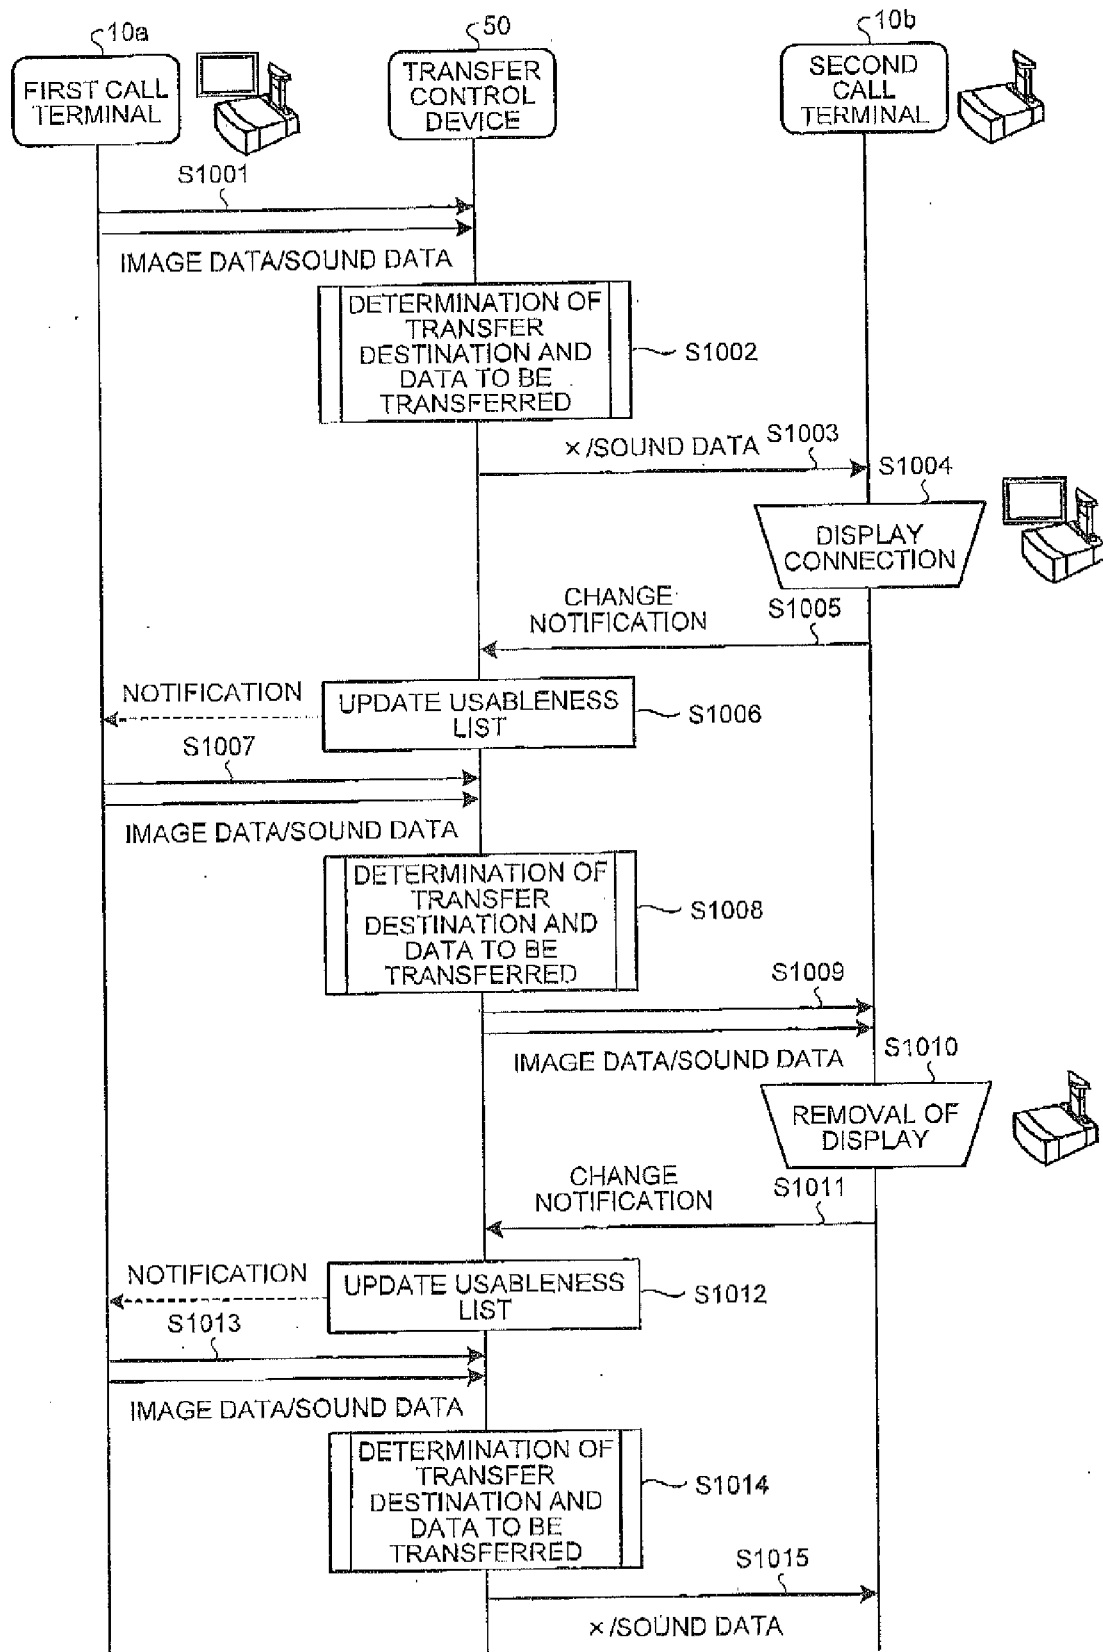 10a
50
10b
FIRST CALL
TERMINAL
TRANSFER
CONTROL
DEVICE
SECOND
CALL
TERMINAL
S1001
IMAGE DATA/SOUND DATA
DETERMINATION OF
TRANSFER
DESTINATION AND
DATA TO BE
TRANSFERRED
S1002
×/SOUND DATA
S1003
S1004
DISPLAY
CONNECTION
CHANGE
NOTIFICATION
S1005
NOTIFICATION
UPDATE USABLENESS
LIST
S1006
S1007
IMAGE DATA/SOUND DATA
DETERMINATION OF
TRANSFER
DESTINATION AND
DATA TO BE
TRANSFERRED
S1008
S1009
IMAGE DATA/SOUND DATA
S1010
REMOVAL OF
DISPLAY
CHANGE
NOTIFICATION
S1011
NOTIFICATION
UPDATE USABLENESS
LIST
S1012
S1013
IMAGE DATA/SOUND DATA
DETERMINATION OF
TRANSFER
DESTINATION AND
DATA TO BE
TRANSFERRED
S1014
S1015
×/SOUND DATA